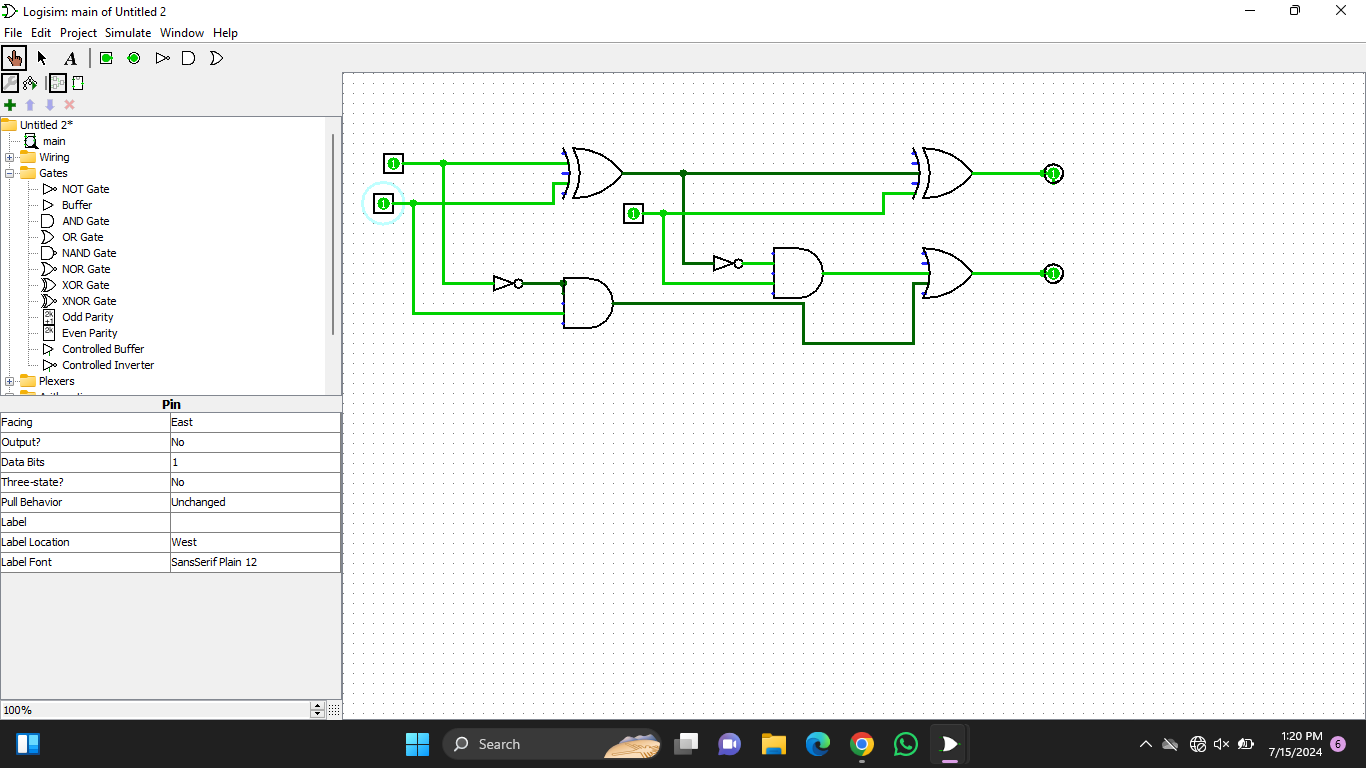 Logisim: main of Untitled 2
File Edit Project Simulate Window Help
A
Untitled 2*
main
Wiring
Gates
NOT Gate
Buffer
AND Gate
OR Gate
NAND Gate
NOR Gate
XOR Gate
XNOR Gate
2k+1 Odd Parity
2k Even Parity
Controlled Buffer
Controlled Inverter
Plexers
Pin
Facing East
Output? No
Data Bits 1
Three-state? No
Pull Behavior Unchanged
Label
Label Location West
Label Font SansSerif Plain 12
100%
1
1
1
1
1
Search
1:20 PM
7/15/2024
6